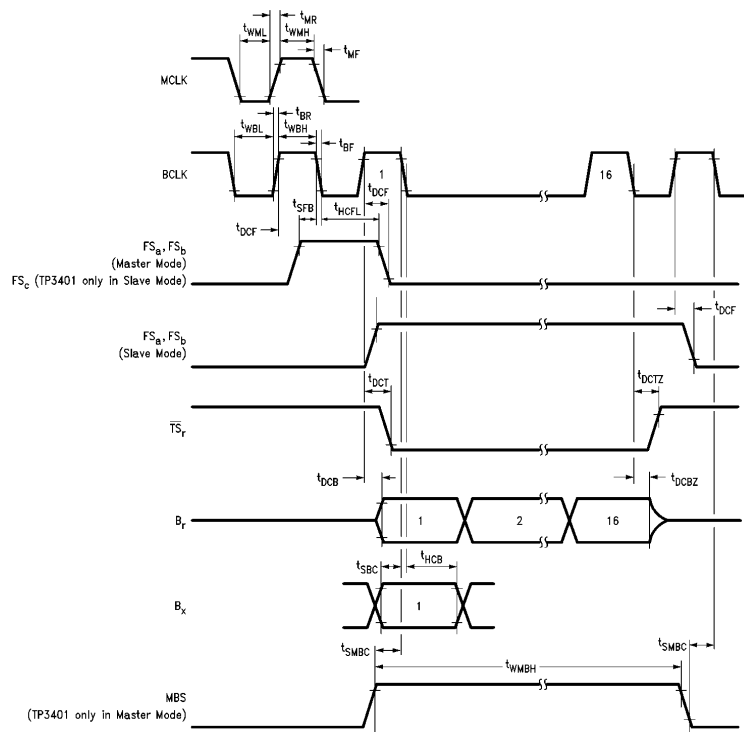 tMR
tWML
tWMH
tMF
MCLK
tBR
tWBL
tWBH
tBF
BCLK
1
16
tDCF
tSFB
tHCFL
tDCF
FSa, FSb
(Master Mode)
FSc (TP3401 only in Slave Mode)
tDCF
FSa, FSb
(Slave Mode)
tDCT
tDCTZ
TSr
tDCB
tDCBZ
Br
1
2
16
tSBC
tHCB
Bx
1
tSMBC
tWMBH
tSMBC
MBS
(TP3401 only in Master Mode)